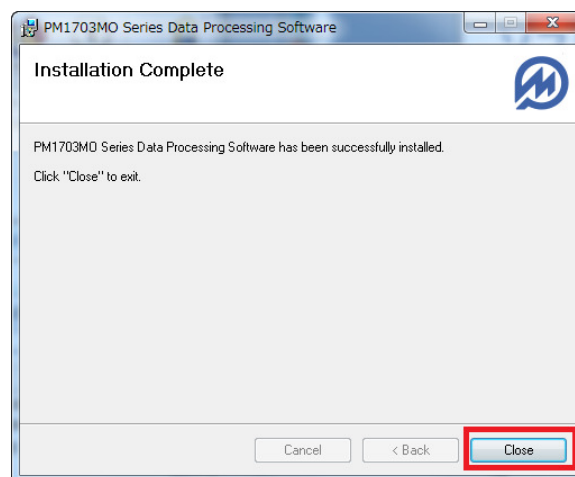 PM1703MO Series Data Processing Software
Installation Complete
PM1703MO Series Data Processing Software has been successfully installed.
Click "Close" to exit.
Cancel
< Back
Close